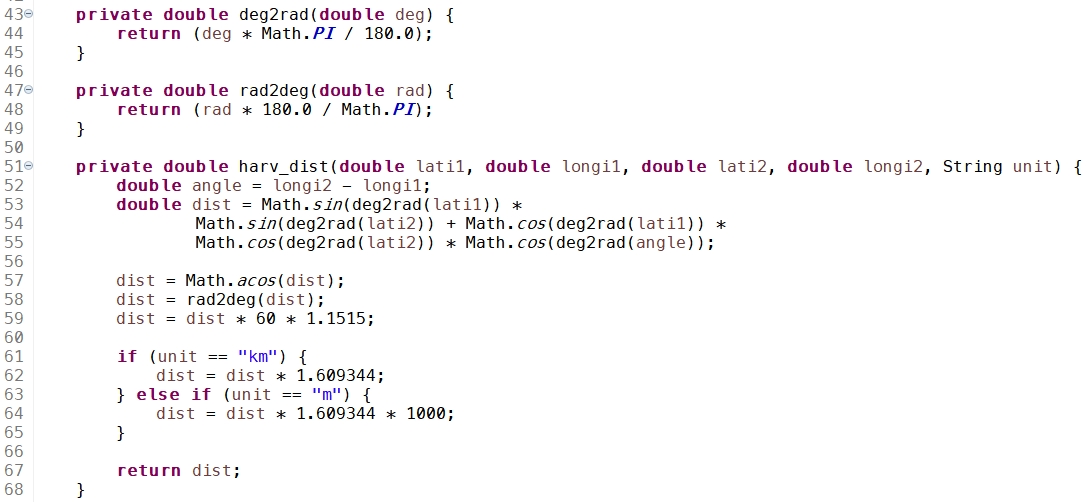 43 private double deg2rad(double deg) {
44 return (deg * Math.PI / 180.0);
45 }
46
47 private double rad2deg(double rad) {
48 return (rad * 180.0 / Math.PI);
49 }
50
51 private double harv_dist(double lati1, double longi1, double lati2, double longi2, String unit) {
52 double angle = longi2 - longi1;
53 double dist = Math.sin(deg2rad(lati1)) *
54 Math.sin(deg2rad(lati2)) + Math.cos(deg2rad(lati1)) *
55 Math.cos(deg2rad(lati2)) * Math.cos(deg2rad(angle));
56
57 dist = Math.acos(dist);
58 dist = rad2deg(dist);
59 dist = dist * 60 * 1.1515;
60
61 if (unit == "km") {
62 dist = dist * 1.609344;
63 } else if (unit == "m") {
64 dist = dist * 1.609344 * 1000;
65 }
66
67 return dist;
68 }